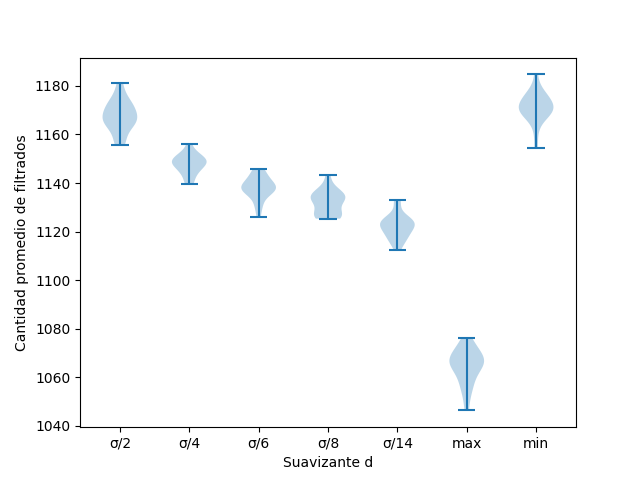 Cantidad promedio de filtrados
1180
1160
1140
1120
1100
1080
1060
1040
σ/2 σ/4 σ/6 σ/8 σ/14 max min
Suavizante d